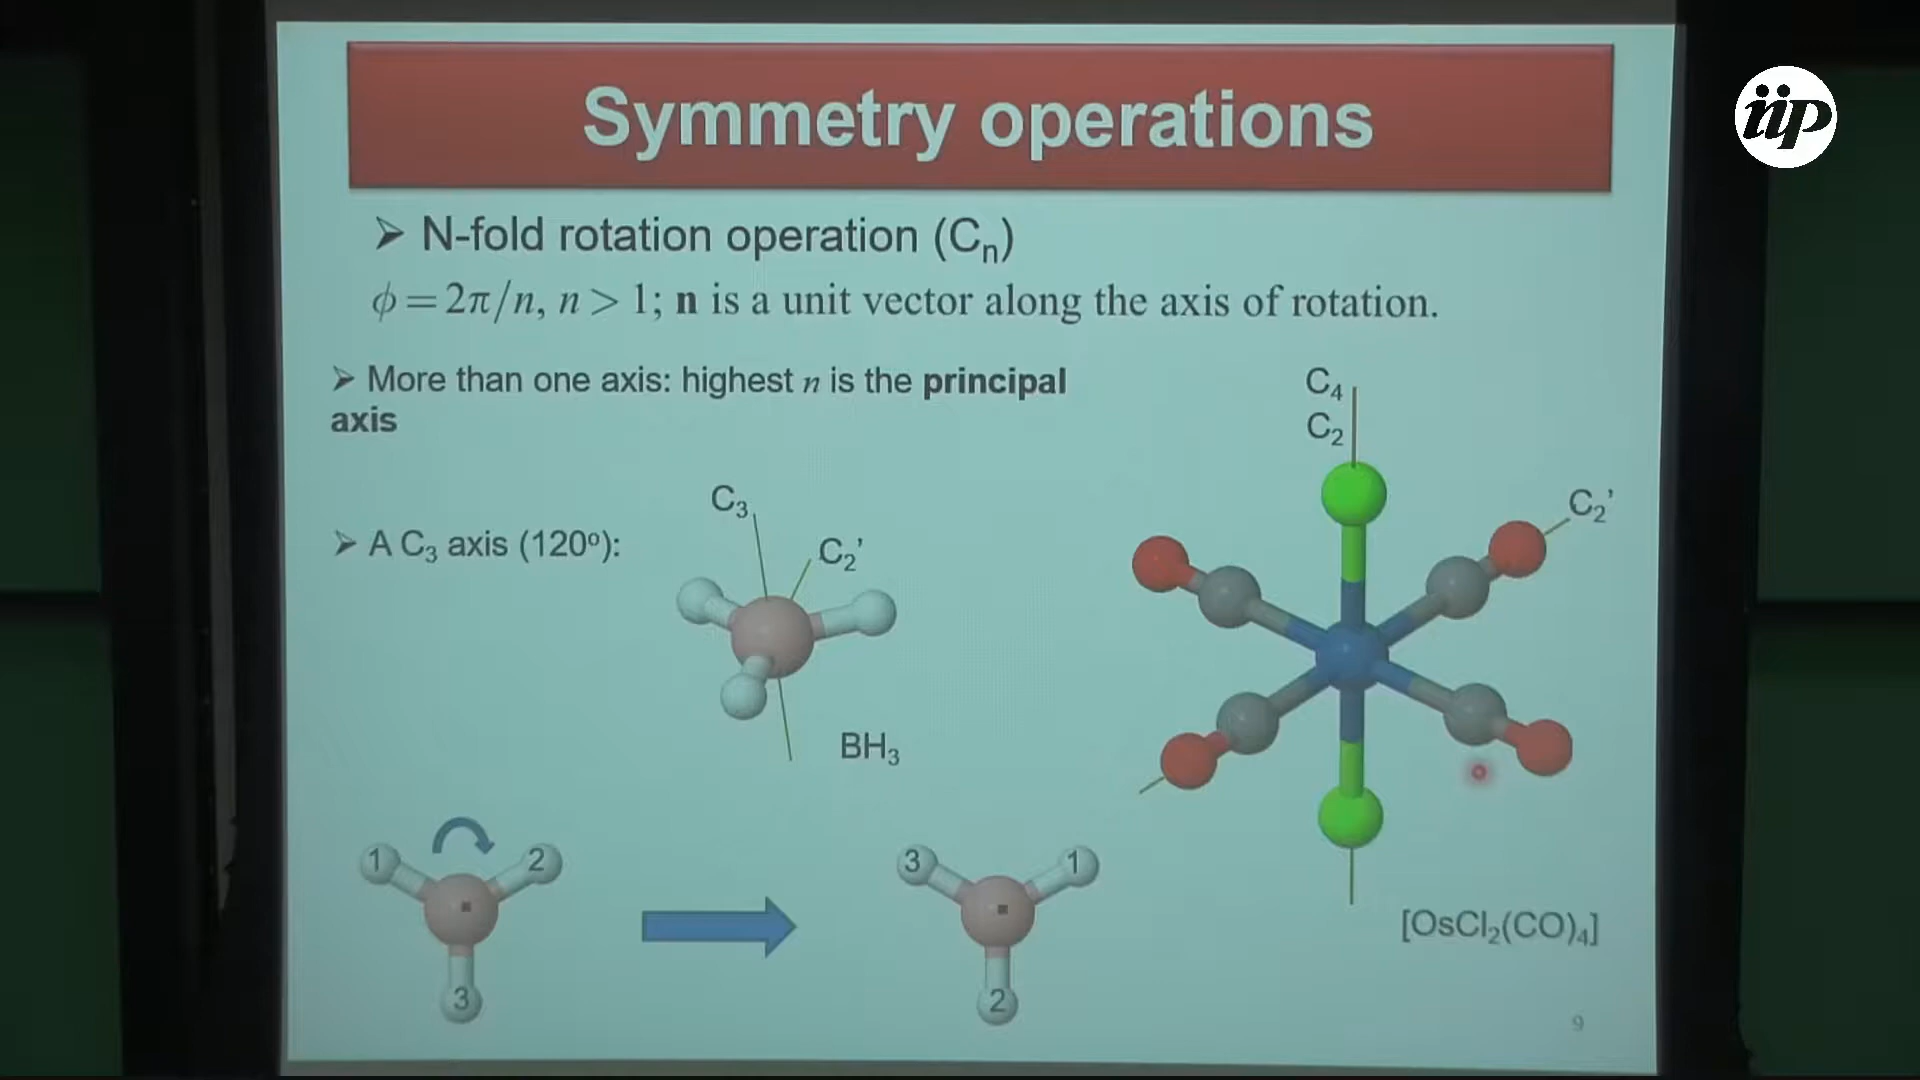 Symmetry operations
iip
➢ N-fold rotation operation (Cₙ)
ϕ = 2π/n, n > 1; n is a unit vector along the axis of rotation.
➢ More than one axis: highest n is the principal
axis
C₄
C₂
C₂'
C₃
C₂'
➢ A C₃ axis (120º):
BH₃
1
2
3
3
1
2
[OsCl₂(CO)₄]
9